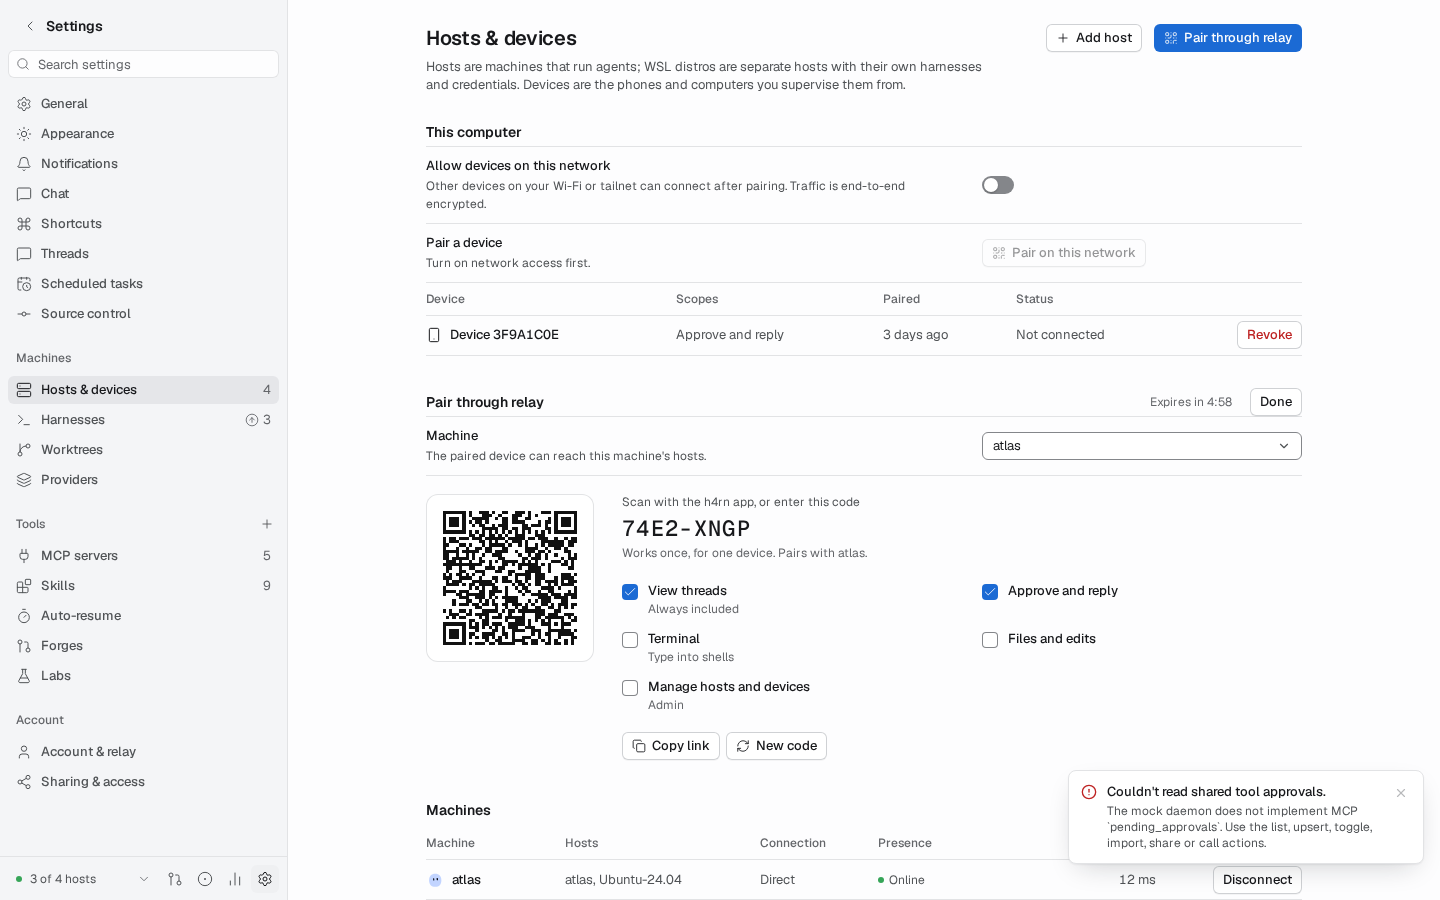 Settings
Search settings
General
Appearance
Notifications
Chat
Shortcuts
Threads
Scheduled tasks
Source control
Machines
Hosts & devices 4
Harnesses 3
Worktrees
Providers
Tools
MCP servers 5
Skills 9
Auto-resume
Forges
Labs
Account
Account & relay
Sharing & access
3 of 4 hosts
Hosts & devices
Add host
Pair through relay
Hosts are machines that run agents; WSL distros are separate hosts with their own harnesses
and credentials. Devices are the phones and computers you supervise them from.
This computer
Allow devices on this network
Other devices on your Wi-Fi or tailnet can connect after pairing. Traffic is end-to-end
encrypted.
Pair a device
Turn on network access first.
Pair on this network
Device Scopes Paired Status
Device 3F9A1C0E Approve and reply 3 days ago Not connected Revoke
Pair through relay
Expires in 4:58
Done
Machine
The paired device can reach this machine's hosts.
atlas
Scan with the h4rn app, or enter this code
74E2-XNGP
Works once, for one device. Pairs with atlas.
View threads
Always included
Approve and reply
Terminal
Type into shells
Files and edits
Manage hosts and devices
Admin
Copy link
New code
Machines
Machine Hosts Connection Presence
atlas atlas, Ubuntu-24.04 Direct Online 12 ms Disconnect
Couldn't read shared tool approvals.
The mock daemon does not implement MCP
`pending_approvals`. Use the list, upsert, toggle,
import, share or call actions.